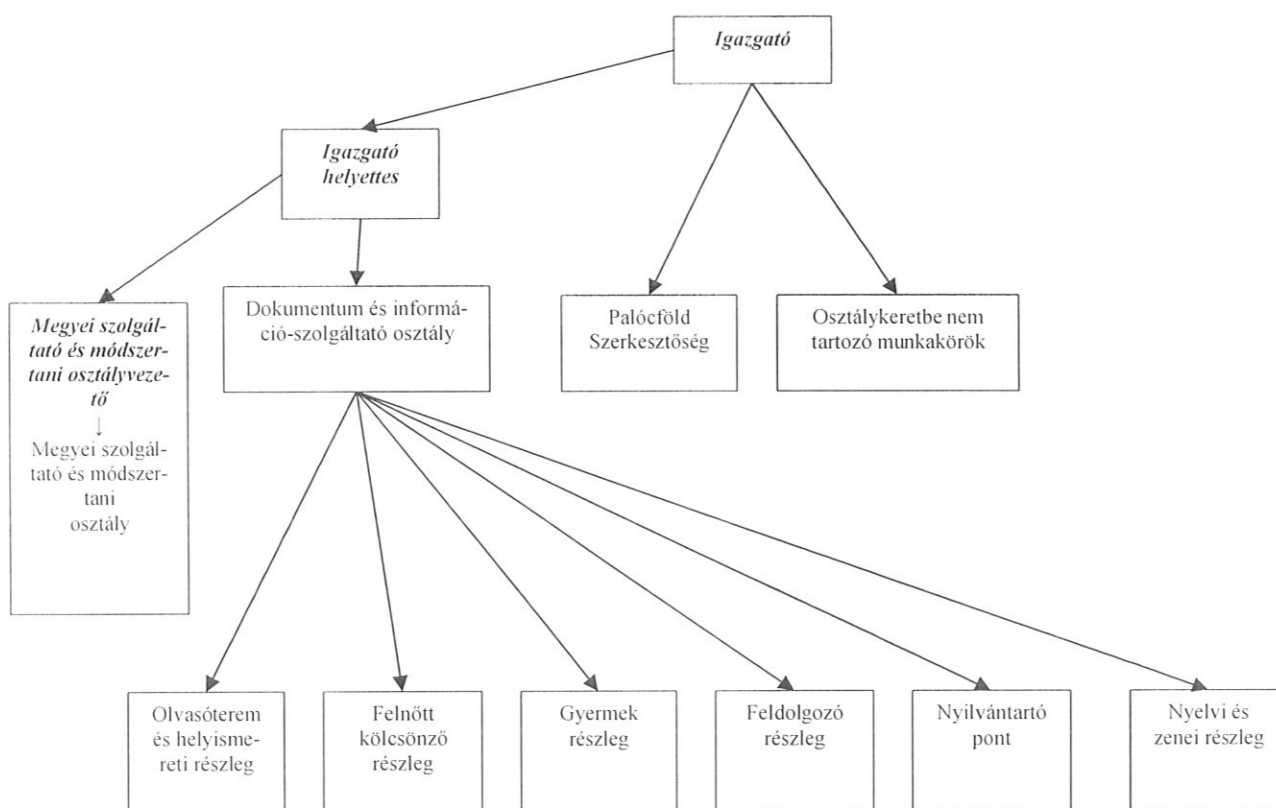 Igazgató
Igazgató
helyettes
Megyei szolgál-
tató és módszer-
tani osztályveze-
tő
↓
Megyei szolgál-
tató és módszer-
tani
osztály
Dokumentum és informá-
ció-szolgáltató osztály
Palócföld
Szerkesztőség
Osztálykeretbe nem
tartozó munkakörök
Olvasóterem
és helyisme-
reti részleg
Felnőtt
kölcsönző
részleg
Gyermek
részleg
Feldolgozó
részleg
Nyilvántartó
pont
Nyelvi és
zenei részleg